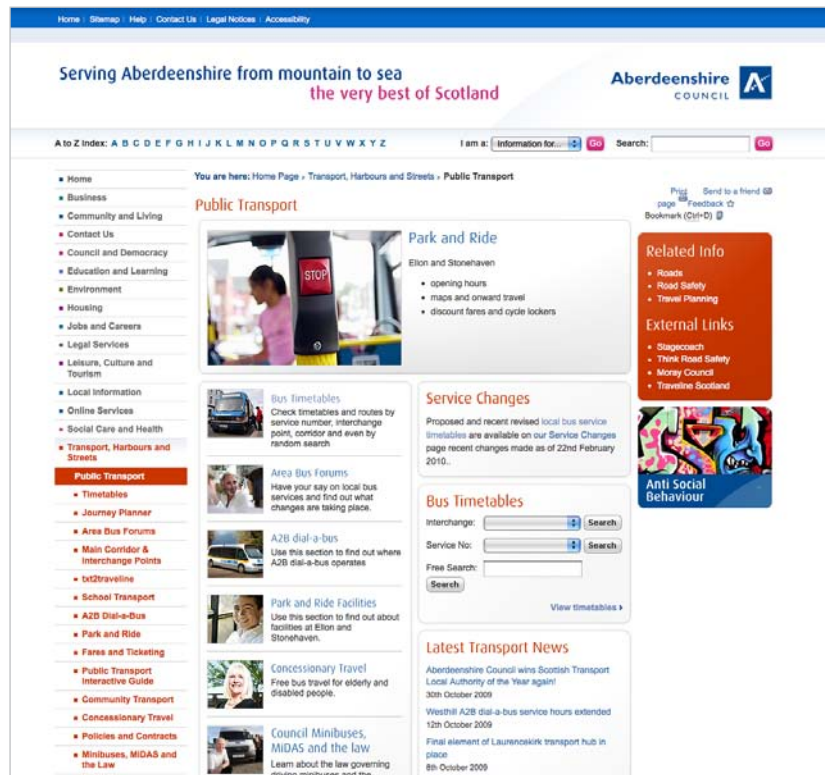 Home | Sitemap | Help | Contact Us | Legal Notices | Accessibility
Serving Aberdeenshire from mountain to sea
the very best of Scotland
Aberdeenshire
COUNCIL
A to Z Index: A B C D E F G H I J K L M N O P Q R S T U V W X Y Z
I am a: Information for... Go Search: Go
Home
Business
Community and Living
Contact Us
Council and Democracy
Education and Learning
Environment
Housing
Jobs and Careers
Legal Services
Leisure, Culture and
Tourism
Local Information
Online Services
Social Care and Health
Transport, Harbours and
Streets
Public Transport
Timetables
Journey Planner
Area Bus Forums
Main Corridor &
Interchange Points
txt2traveline
School Transport
A2B Dial-a-Bus
Park and Ride
Fares and Ticketing
Public Transport
Interactive Guide
Community Transport
Concessionary Travel
Policies and Contracts
Minibuses, MiDAS and
the Law
You are here: Home Page » Transport, Harbours and Streets » Public Transport
Public Transport
STOP
Park and Ride
Ellon and Stonehaven
opening hours
maps and onward travel
discount fares and cycle lockers
Bus Timetables
Check timetables and routes by
service number, interchange
point, corridor and even by
random search
Area Bus Forums
Have your say on local bus
services and find out what
changes are taking place.
A2B dial-a-bus
Use this section to find out where
A2B dial-a-bus operates
Park and Ride Facilities
Use this section to find out about
facilities at Ellon and
Stonehaven.
Concessionary Travel
Free bus travel for elderly and
disabled people.
Council Minibuses,
MiDAS and the law
Learn about the law governing
driving minibuses and the
Service Changes
Proposed and recent revised local bus service
timetables are available on our Service Changes
page recent changes made as of 22nd February
2010..
Bus Timetables
Interchange: Search
Service No: Search
Free Search:
Search
View timetables
Latest Transport News
Aberdeenshire Council wins Scottish Transport
Local Authority of the Year again!
30th October 2009
Westhill A2B dial-a-bus service hours extended
12th October 2009
Final element of Laurencekirk transport hub in
place
8th October 2009
Print Send to a friend
page Feedback
Bookmark (Ctrl+D)
Related Info
Roads
Road Safety
Travel Planning
External Links
Stagecoach
Think Road Safety
Moray Council
Traveline Scotland
Anti Social
Behaviour